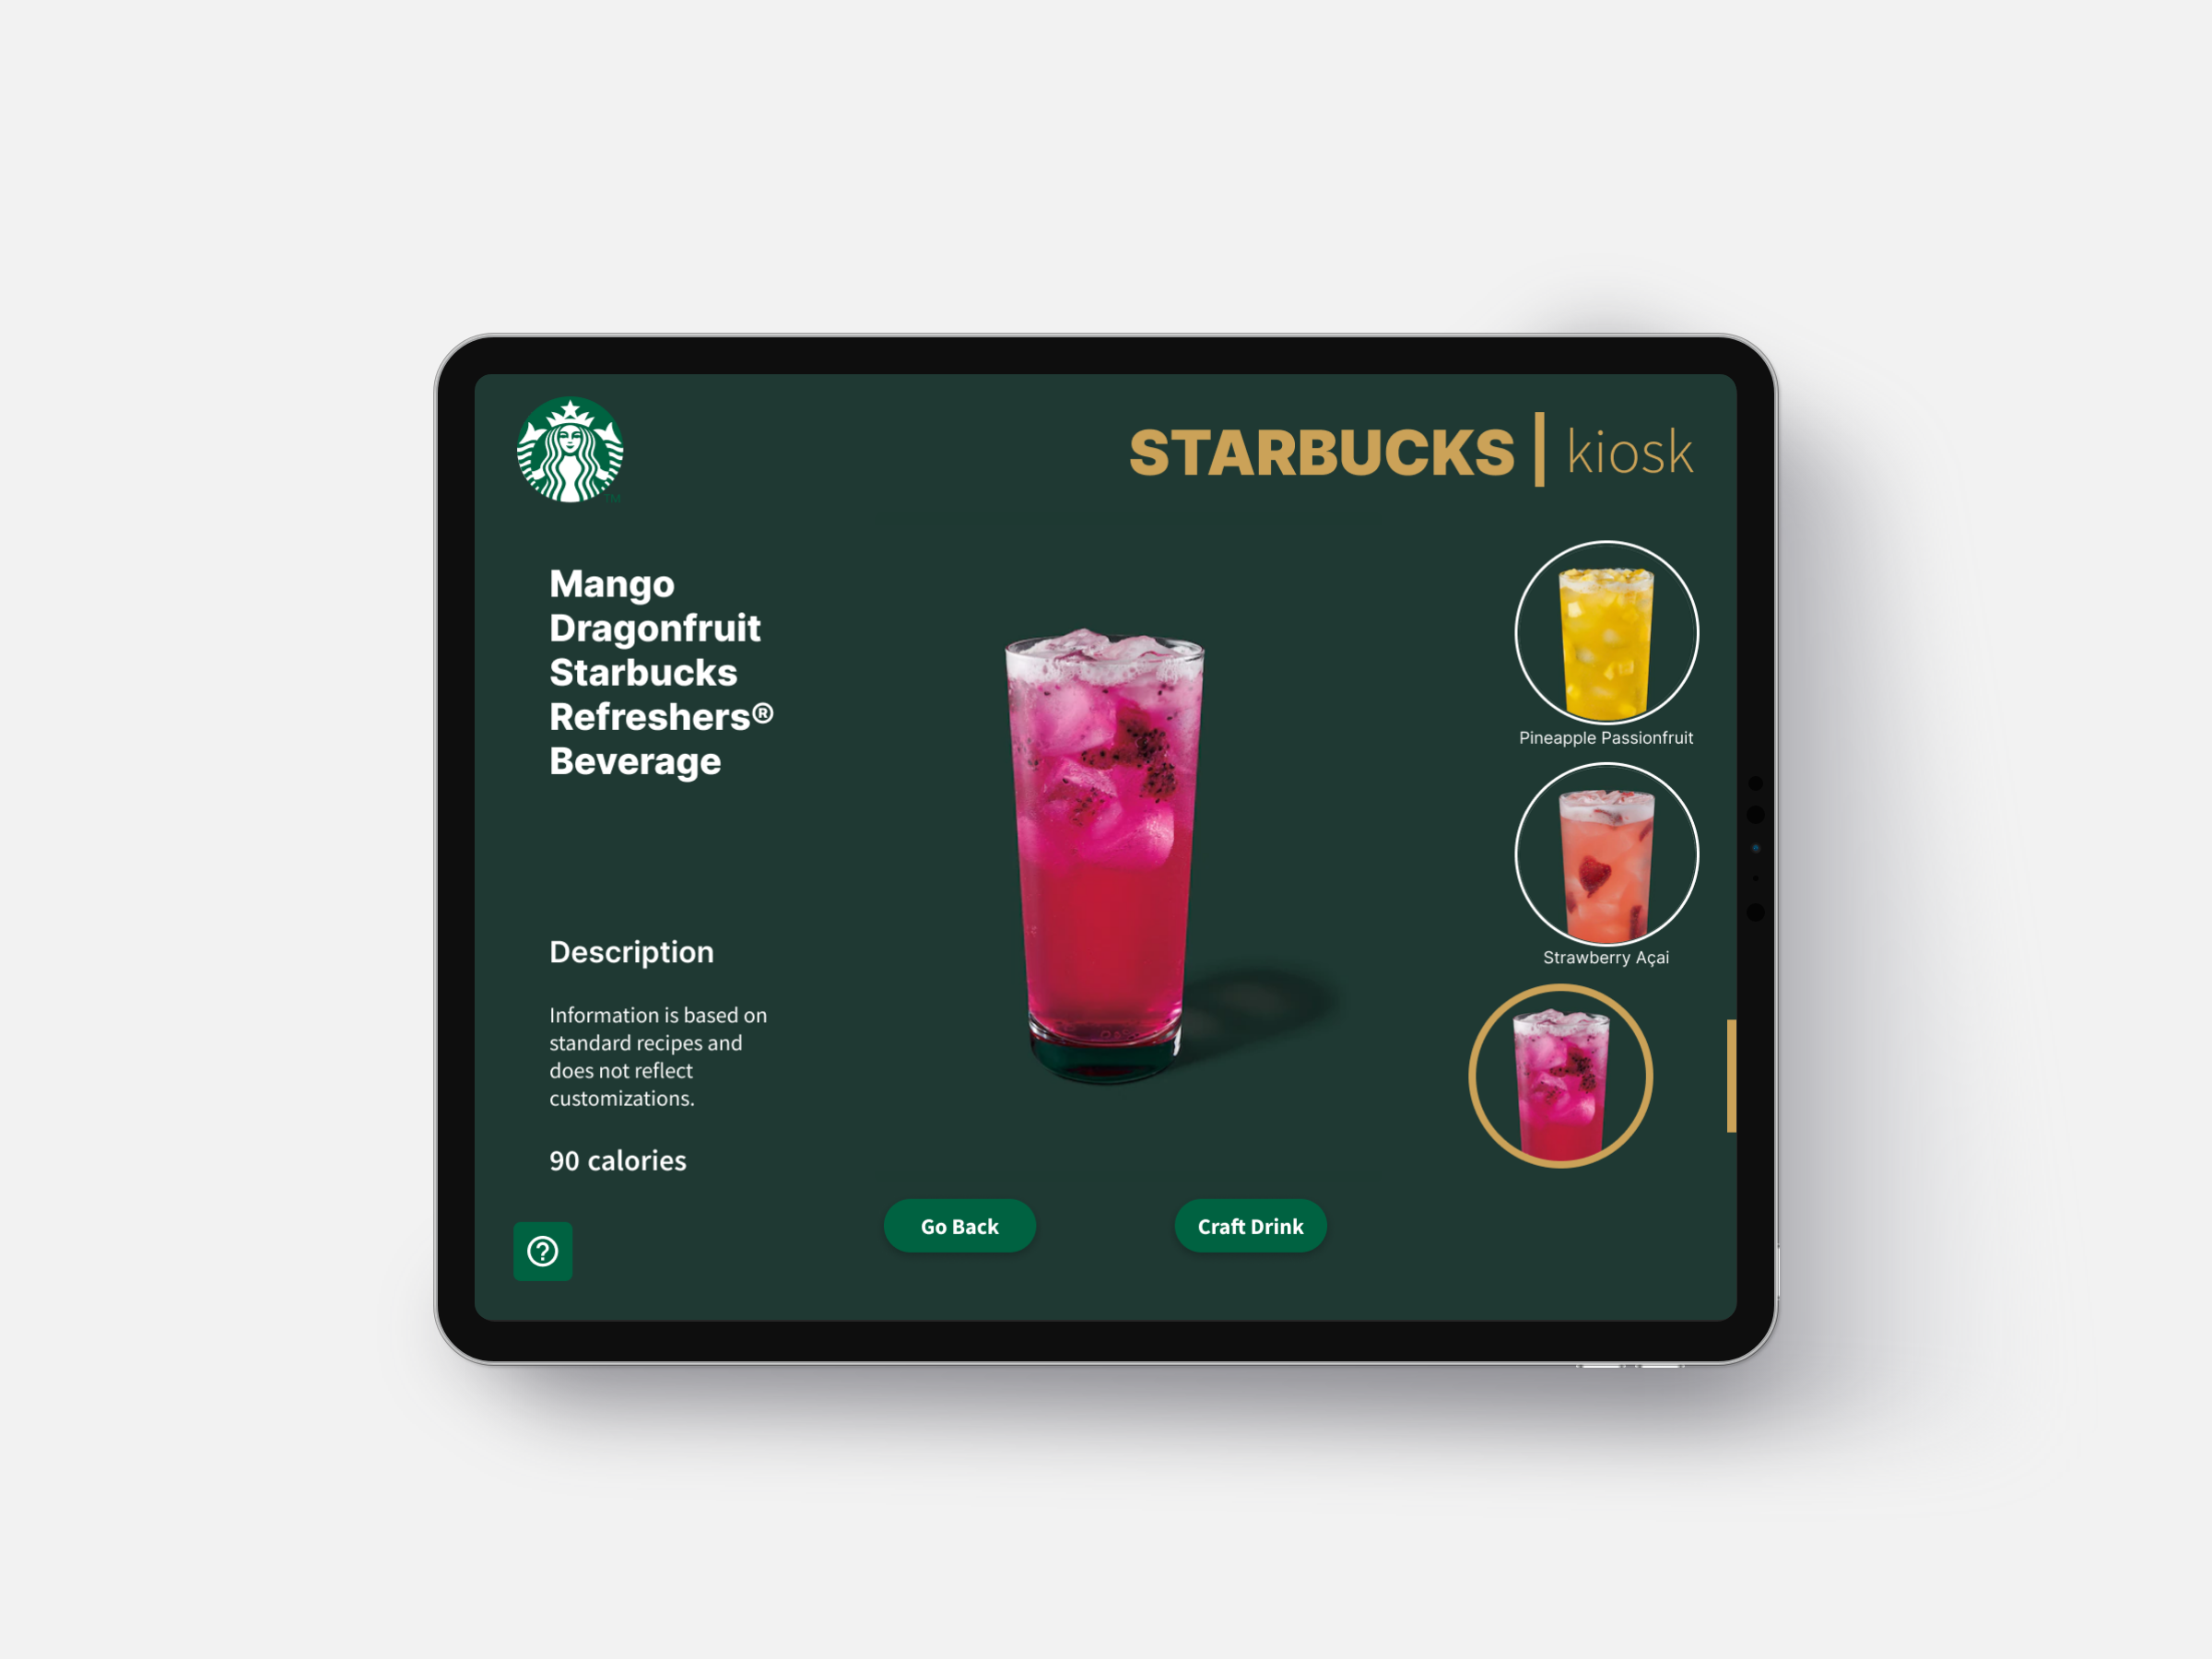 TM
STARBUCKS | kiosk
Mango
Dragonfruit
Starbucks
Refreshers®
Beverage
Description
Information is based on
standard recipes and
does not reflect
customizations.
90 calories
Pineapple Passionfruit
Strawberry Açai
Go Back
Craft Drink
?